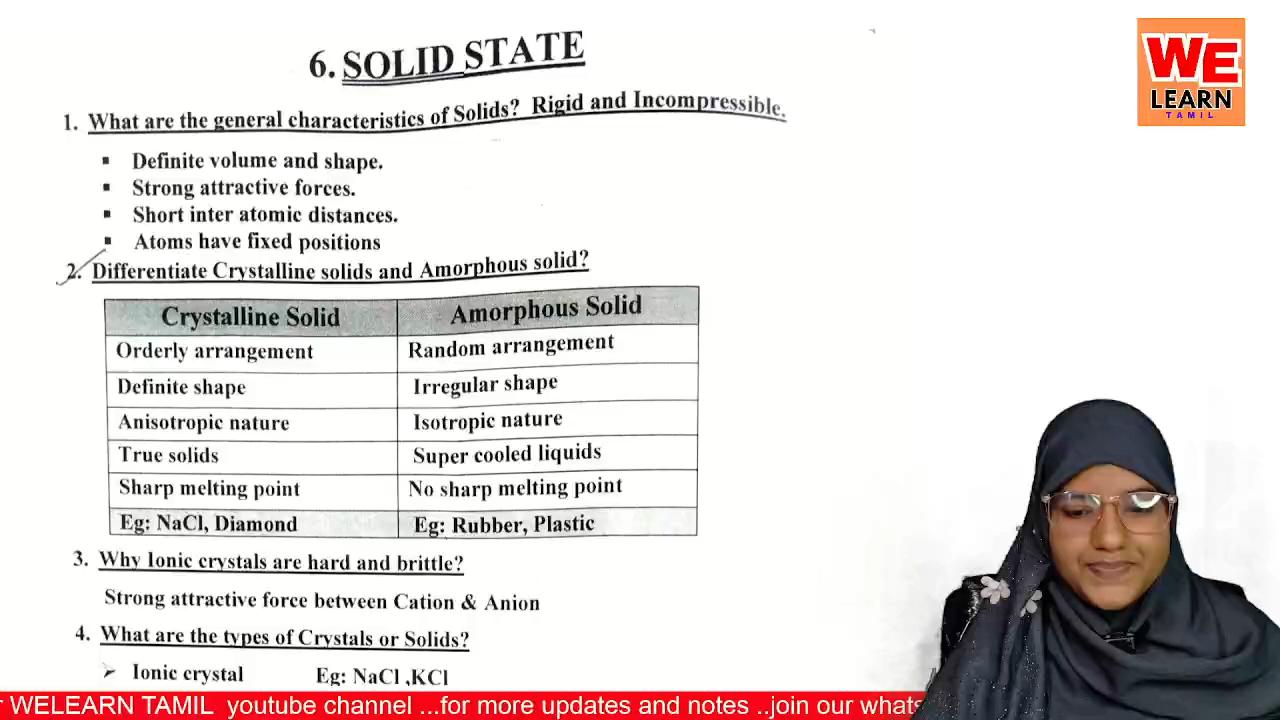 6. SOLID STATE
WE
LEARN
TAMIL
1. What are the general characteristics of Solids? Rigid and Incompressible.
▪ Definite volume and shape.
▪ Strong attractive forces.
▪ Short inter atomic distances.
▪ Atoms have fixed positions
2. Differentiate Crystalline solids and Amorphous solid?
Crystalline Solid Amorphous Solid
Orderly arrangement Random arrangement
Definite shape Irregular shape
Anisotropic nature Isotropic nature
True solids Super cooled liquids
Sharp melting point No sharp melting point
Eg: NaCl, Diamond Eg: Rubber, Plastic
3. Why Ionic crystals are hard and brittle?
Strong attractive force between Cation & Anion
4. What are the types of Crystals or Solids?
➢ Ionic crystal Eg: NaCl ,KCl
WELEARN TAMIL youtube channel ...for more updates and notes ..join our whats